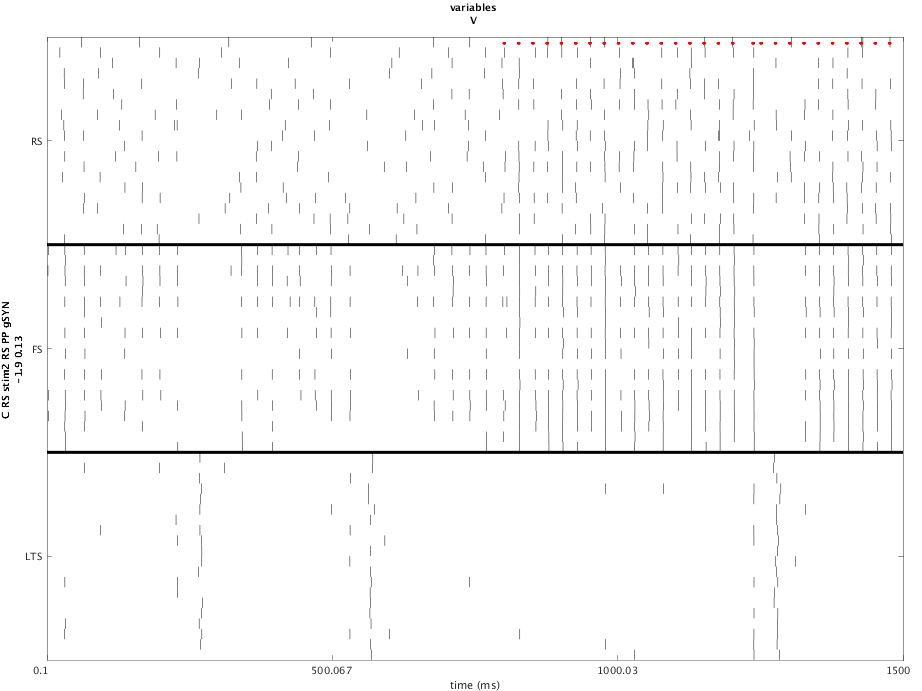 variables
V
RS
FS
LTS
C RS stim2 RS PP gSYN
-1.9 0.13
0.1
500.067
1000.03
1500
time (ms)